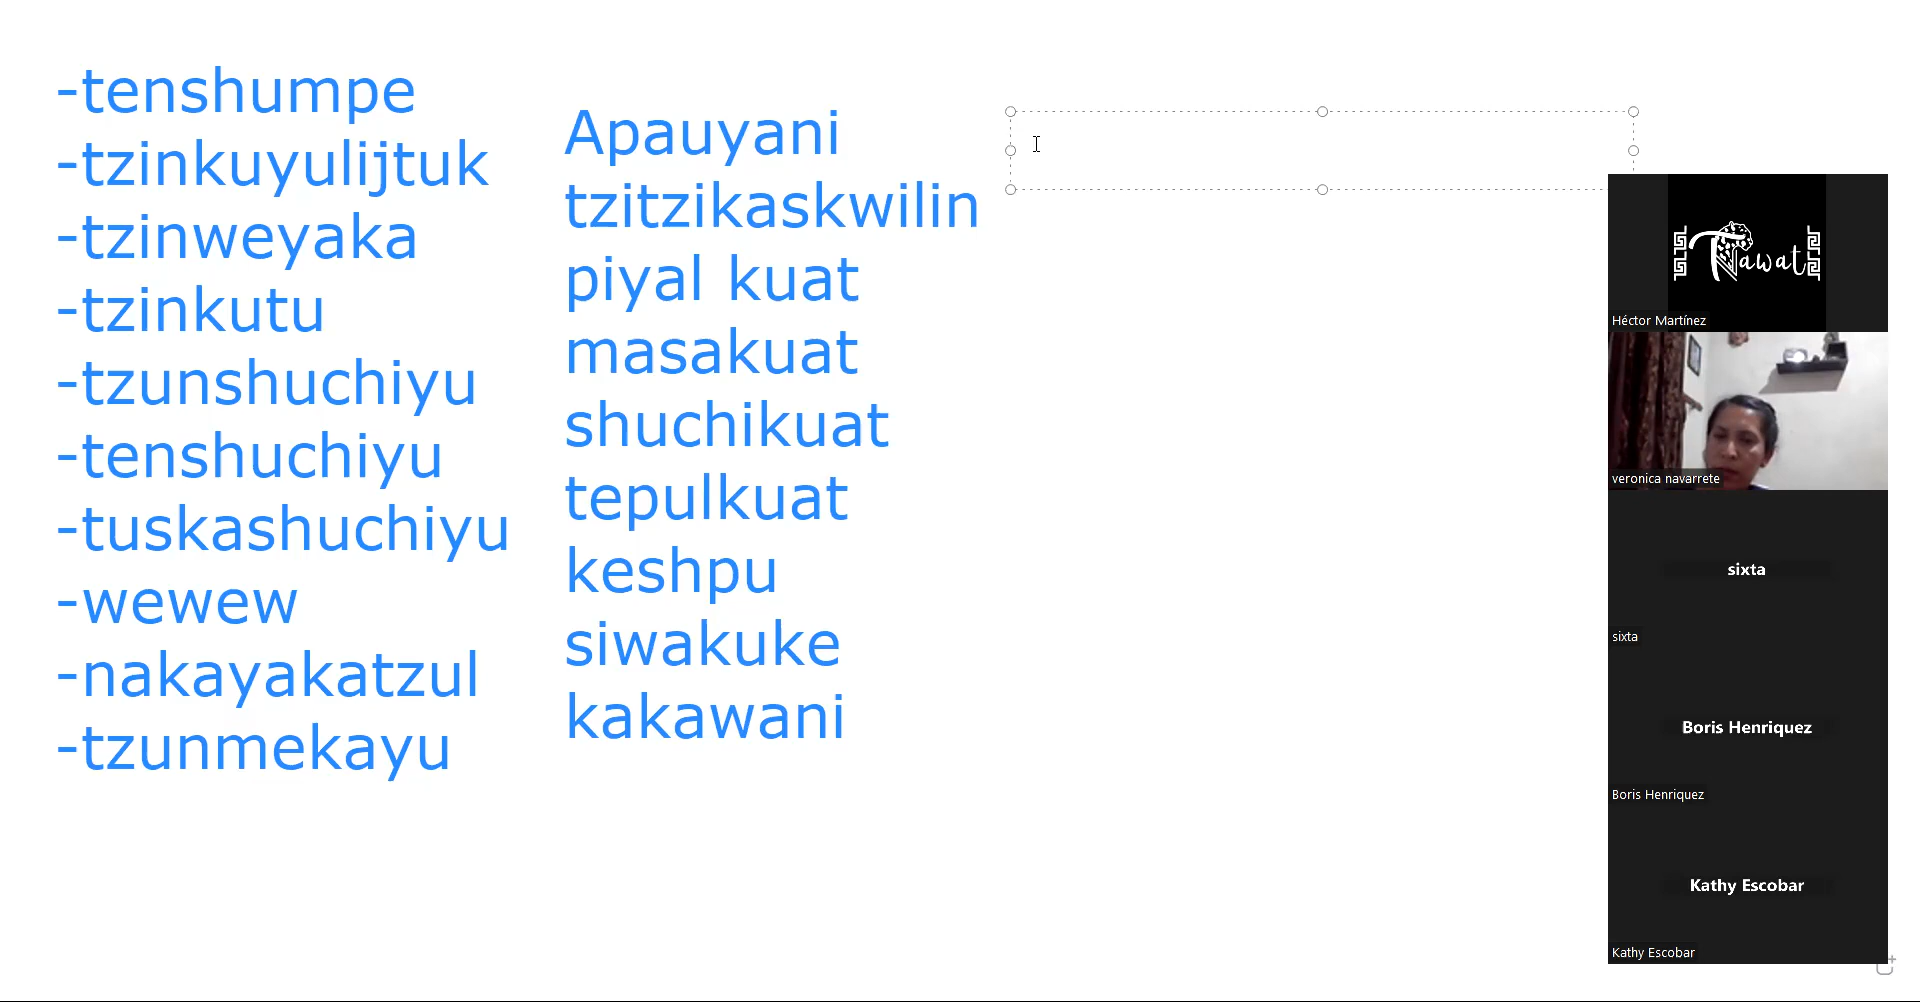 -tenshumpe
-tzinkuyulijtuk
-tzinweyaka
-tzinkutu
-tzunshuchiyu
-tenshuchiyu
-tuskashuchiyu
-wewew
-nakayakatzul
-tzunmekayu
Apauyani
tzitzikaskwilin
piyal kuat
masakuat
shuchikuat
tepulkuat
keshpu
siwakuke
kakawani
Tawat
Héctor Martínez
veronica navarrete
sixta
sixta
Boris Henriquez
Boris Henriquez
Kathy Escobar
Kathy Escobar